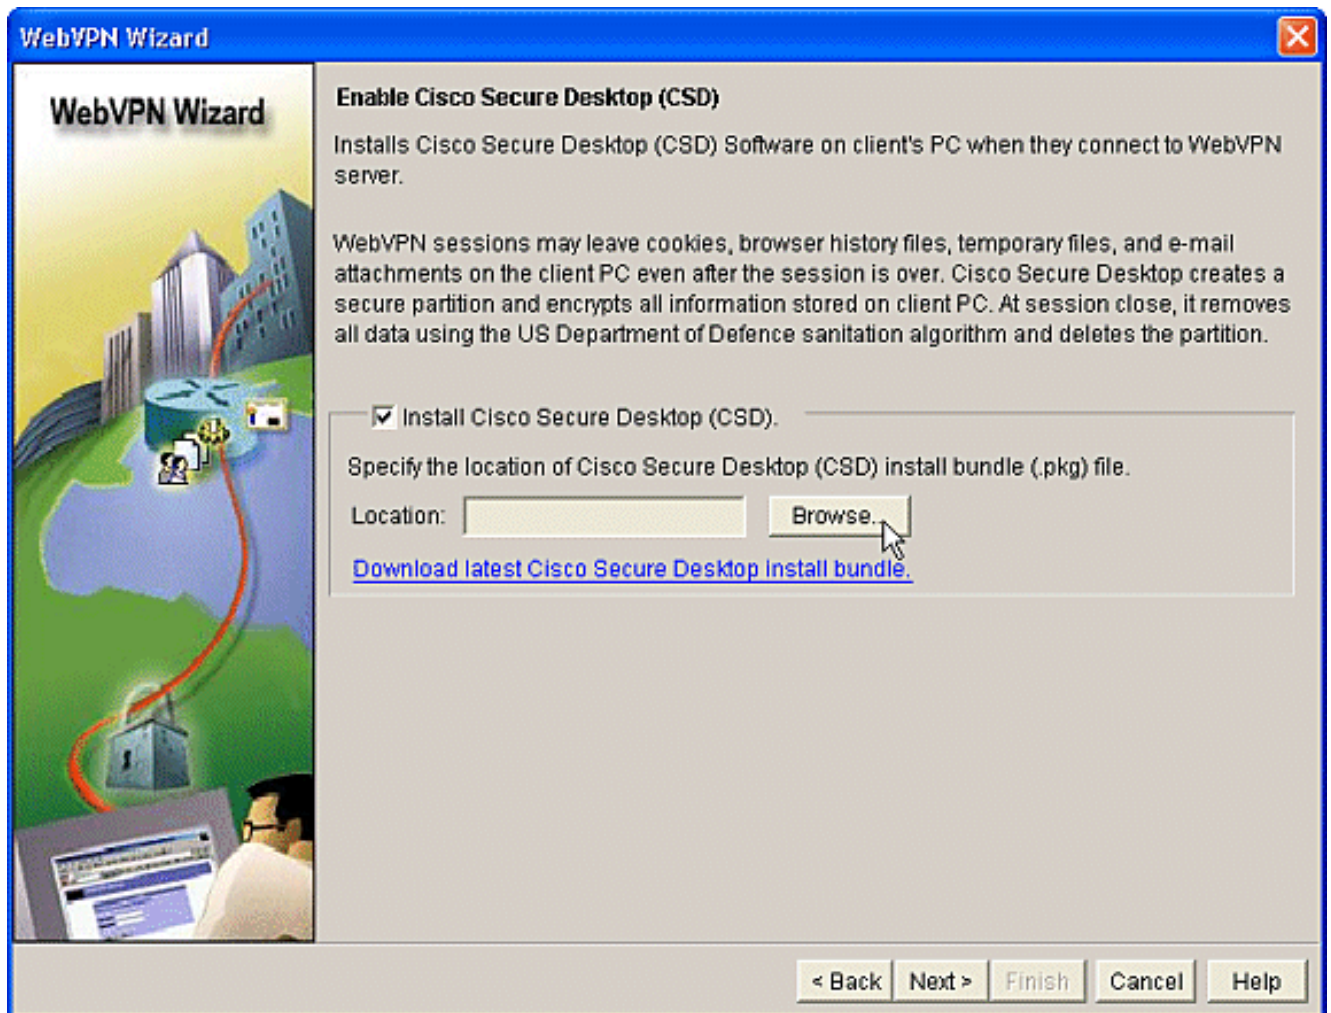 WebVPN Wizard
WebVPN Wizard
Enable Cisco Secure Desktop (CSD)
Installs Cisco Secure Desktop (CSD) Software on client's PC when they connect to WebVPN
server.
WebVPN sessions may leave cookies, browser history files, temporary files, and e-mail
attachments on the client PC even after the session is over. Cisco Secure Desktop creates a
secure partition and encrypts all information stored on client PC. At session close, it removes
all data using the US Department of Defence sanitation algorithm and deletes the partition.
Install Cisco Secure Desktop (CSD).
Specify the location of Cisco Secure Desktop (CSD) install bundle (.pkg) file.
Location:
Browse...
Download latest Cisco Secure Desktop install bundle.
< Back
Next >
Finish
Cancel
Help